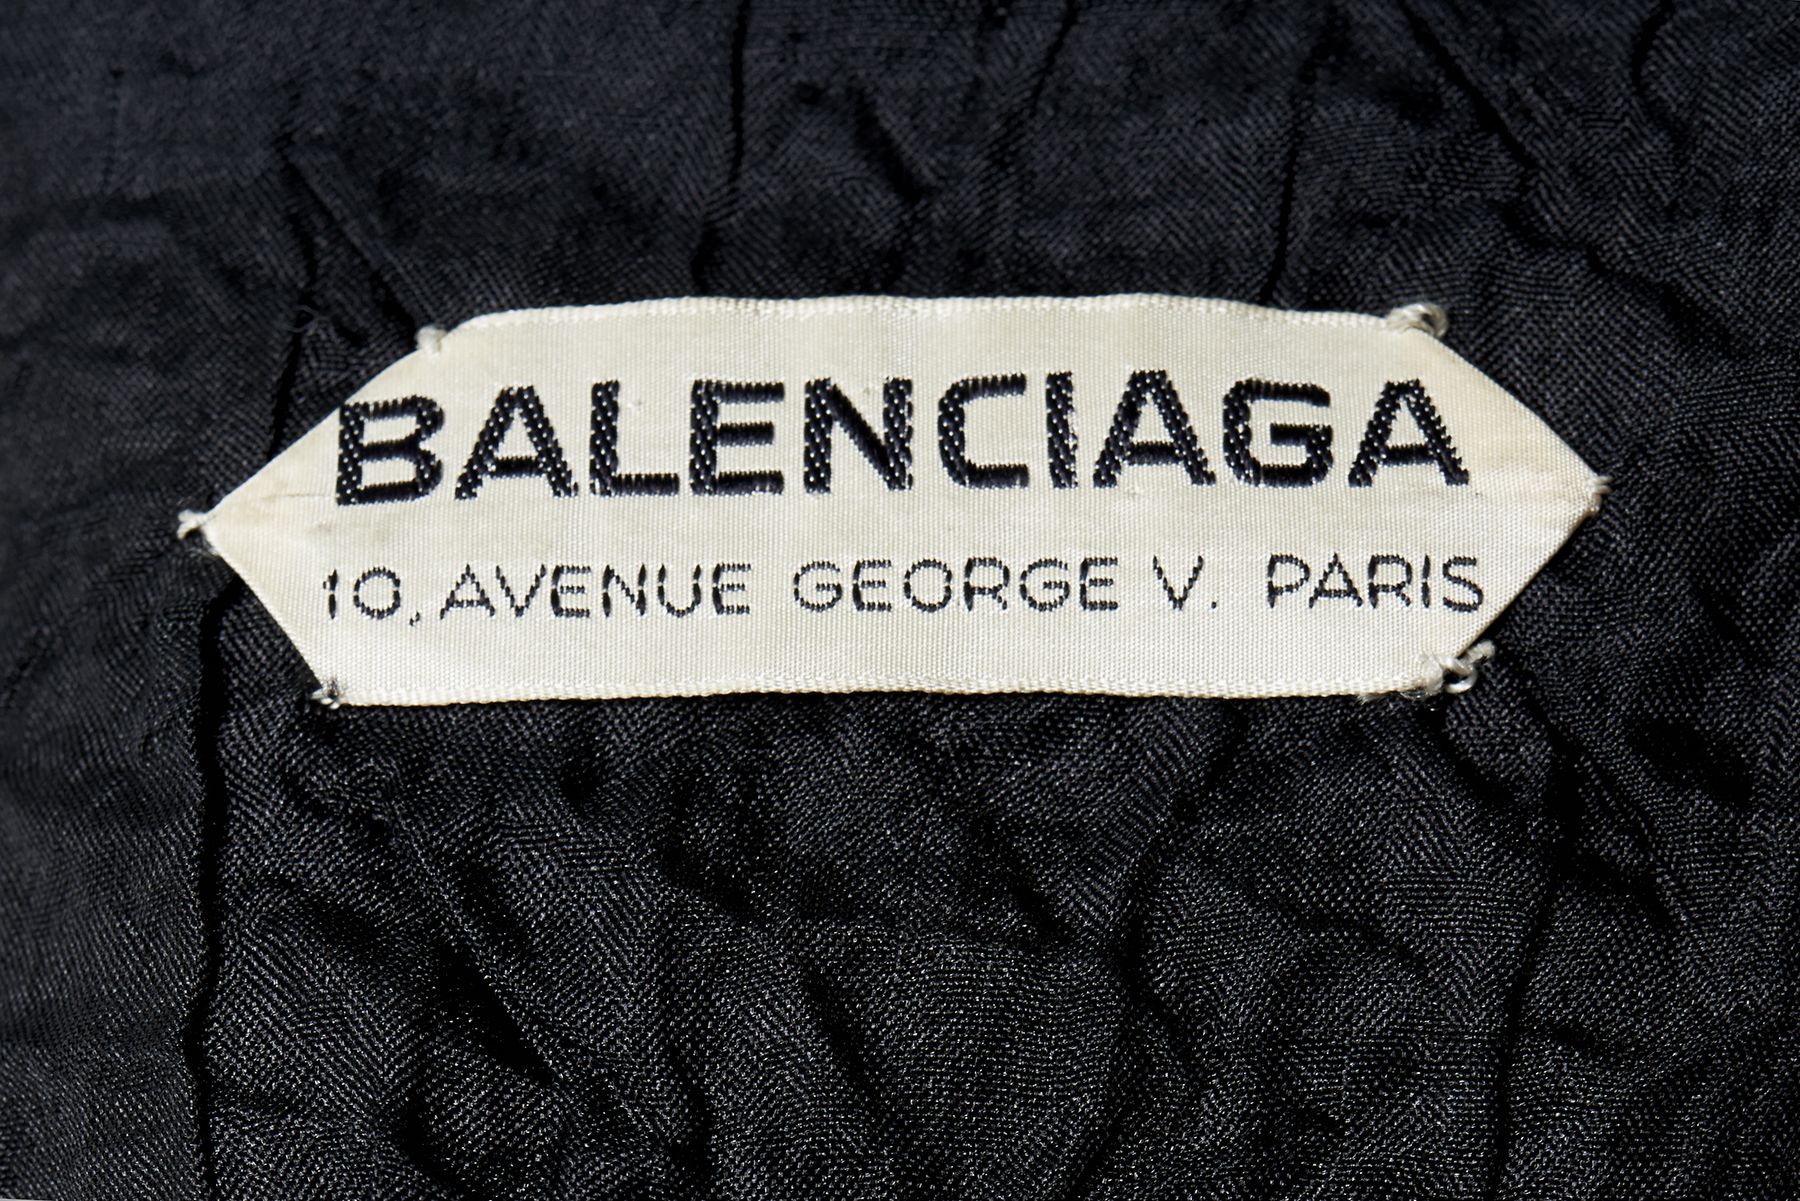 BALENCIAGA
10, AVENUE GEORGE V. PARIS